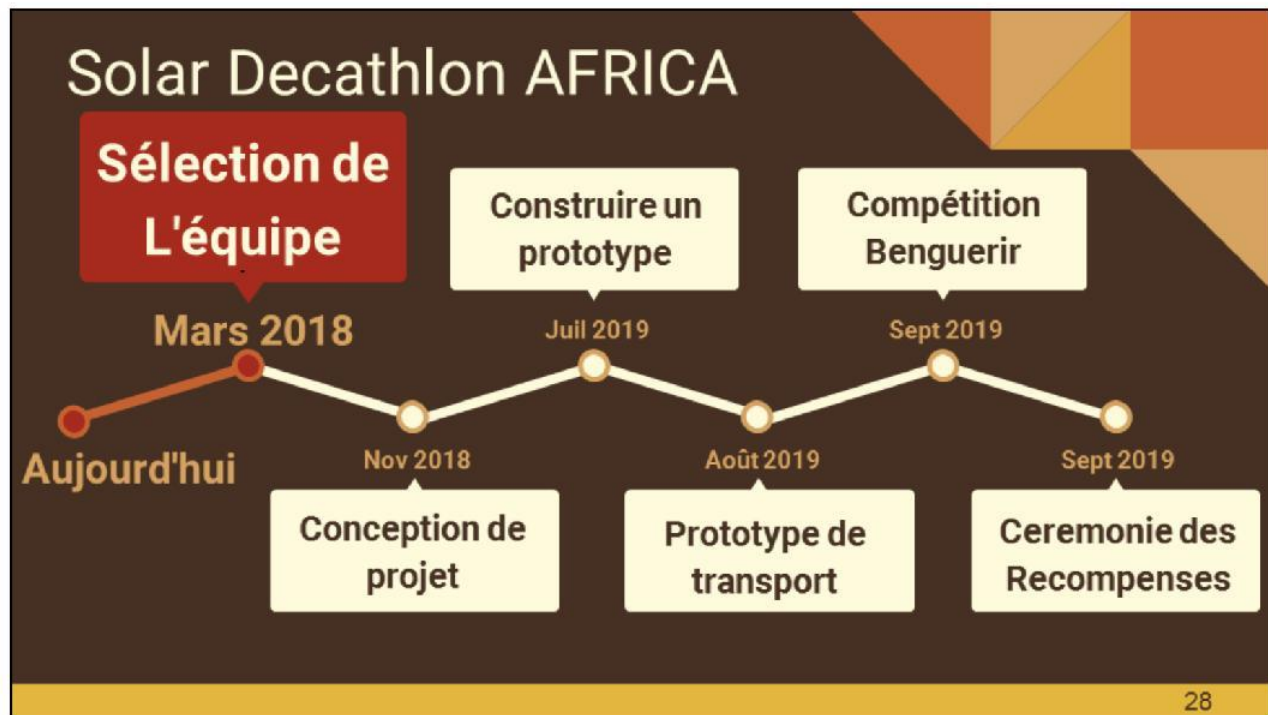 Solar Decathlon AFRICA
Sélection de
L'équipe
Mars 2018
Aujourd'hui
Nov 2018
Conception de
projet
Construire un
prototype
Juil 2019
Août 2019
Prototype de
transport
Compétition
Benguerir
Sept 2019
Sept 2019
Ceremonie des
Recompenses
28